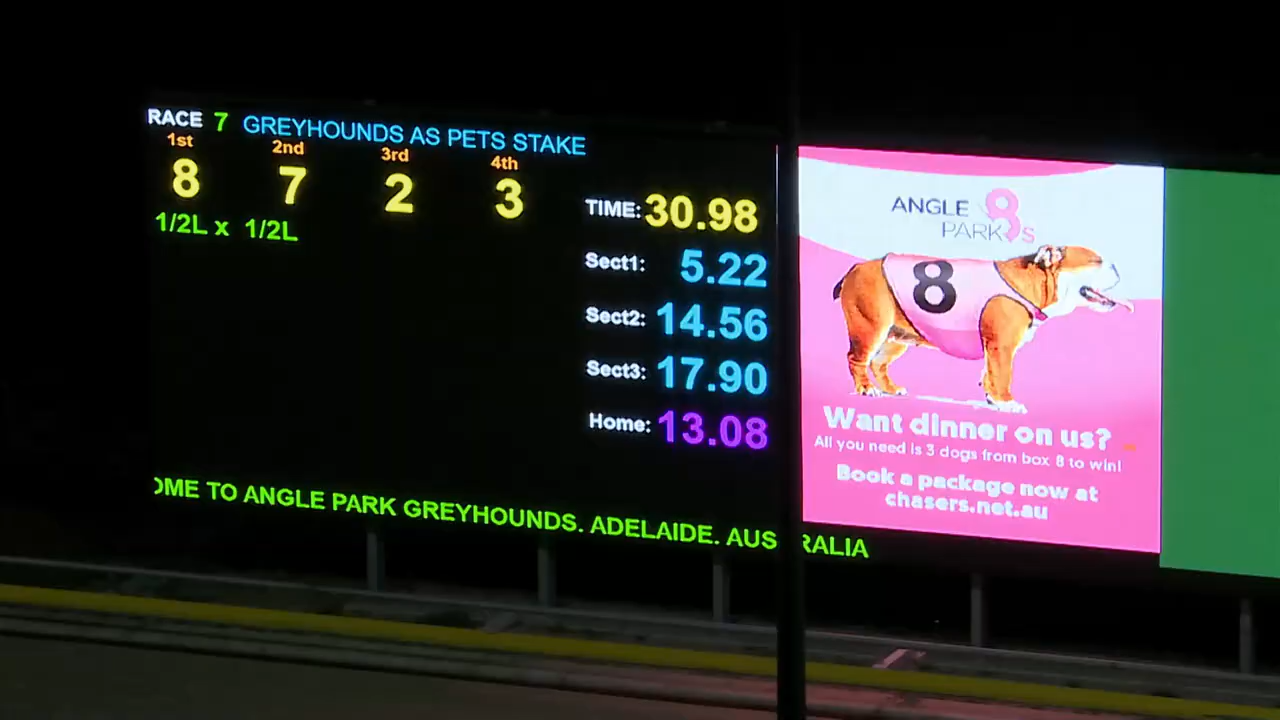 RACE 7 GREYHOUNDS AS PETS STAKE
1st 2nd 3rd 4th
8 7 2 3
1/2L x 1/2L
TIME: 30.98
Sect1: 5.22
Sect2: 14.56
Sect3: 17.90
Home: 13.08
OME TO ANGLE PARK GREYHOUNDS. ADELAIDE. AUS RALIA
ANGLE 8
PARK S
8
Want dinner on us?
All you need is 3 dogs from box 8 to win!
Book a package now at
chasers.net.au